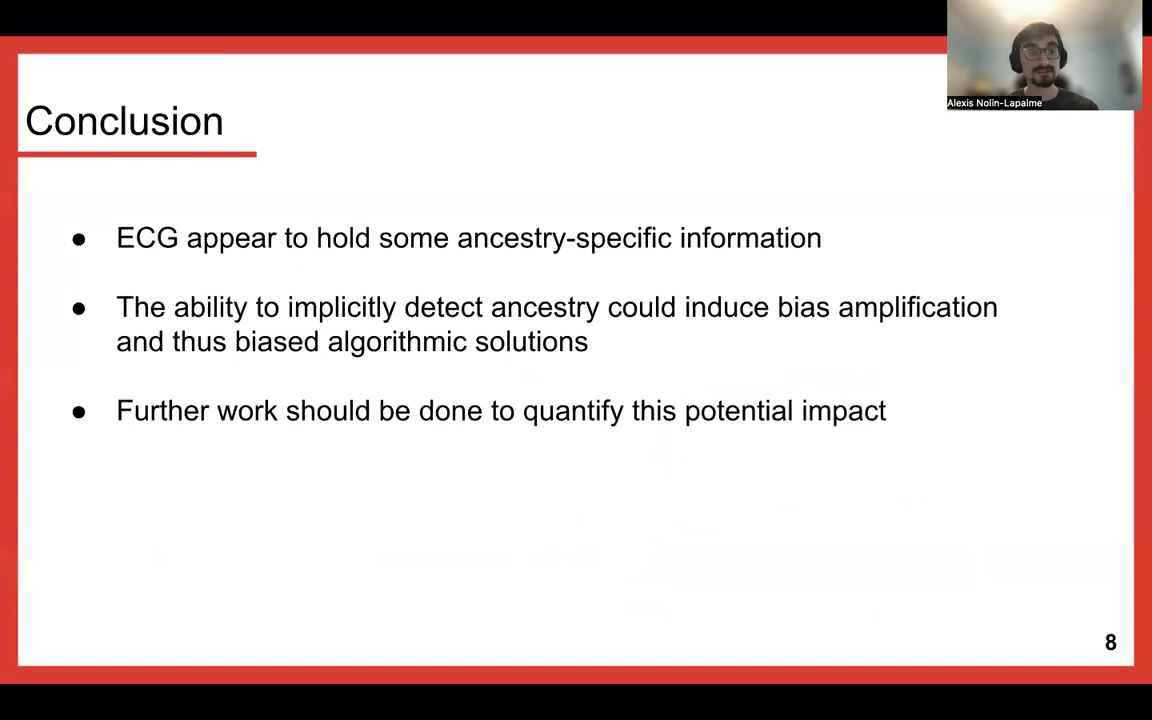 Alexis Nolin-Lapalme
Conclusion
● ECG appear to hold some ancestry-specific information
● The ability to implicitly detect ancestry could induce bias amplification
and thus biased algorithmic solutions
● Further work should be done to quantify this potential impact
8